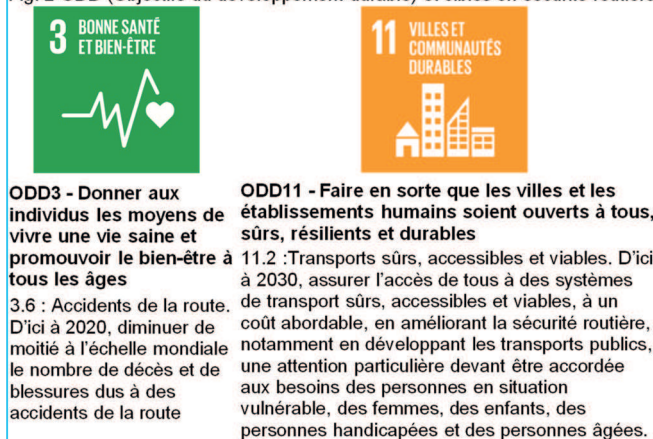 3 BONNE SANTÉ
ET BIEN-ÊTRE
11 VILLES ET
COMMUNAUTÉS
DURABLES
ODD3 - Donner aux
individus les moyens de
vivre une vie saine et
promouvoir le bien-être à
tous les âges
3.6 : Accidents de la route.
D'ici à 2020, diminuer de
moitié à l'échelle mondiale
le nombre de décès et de
blessures dus à des
accidents de la route
ODD11 - Faire en sorte que les villes et les
établissements humains soient ouverts à tous,
sûrs, résilients et durables
11.2 :Transports sûrs, accessibles et viables. D'ici
à 2030, assurer l'accès de tous à des systèmes
de transport sûrs, accessibles et viables, à un
coût abordable, en améliorant la sécurité routière,
notamment en développant les transports publics,
une attention particulière devant être accordée
aux besoins des personnes en situation
vulnérable, des femmes, des enfants, des
personnes handicapées et des personnes âgées.